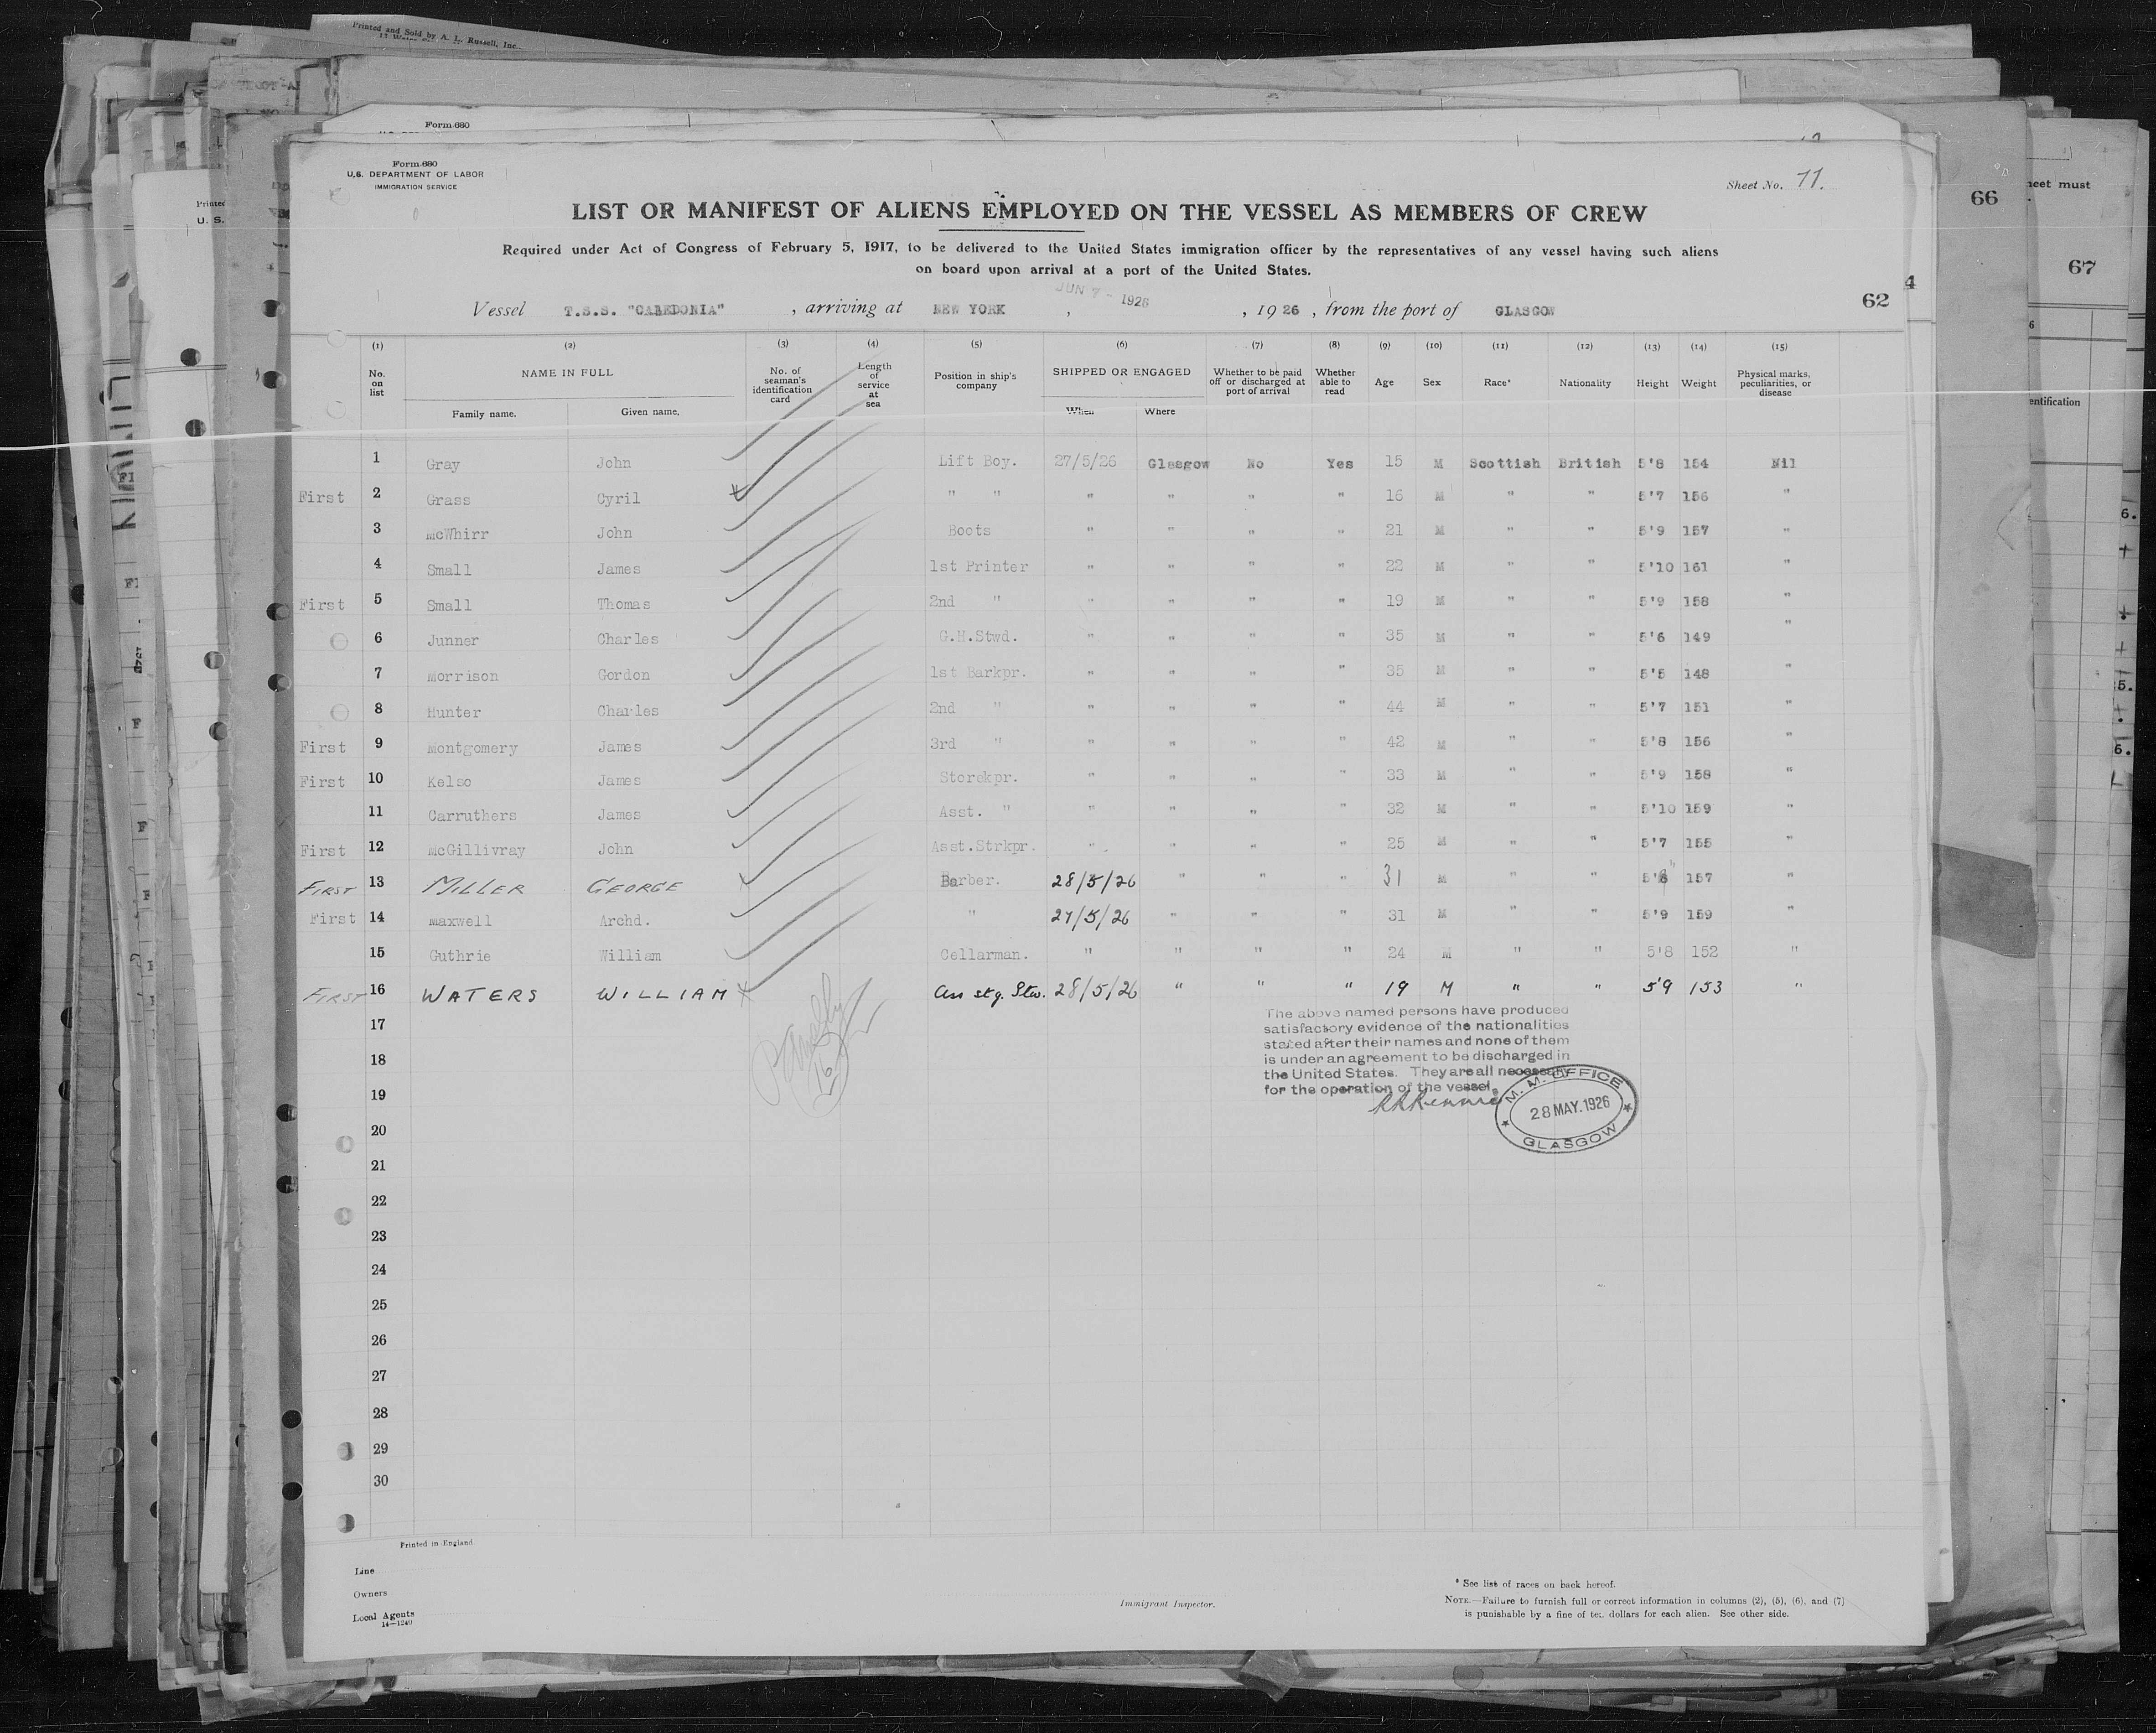 Printed and Sold by A. L. Russell, Inc.
Form 680
Form 680
U.S. DEPARTMENT OF LABOR
IMMIGRATION SERVICE
Sheet No. 11.
LIST OR MANIFEST OF ALIENS EMPLOYED ON THE VESSEL AS MEMBERS OF CREW
Required under Act of Congress of February 5, 1917, to be delivered to the United States immigration officer by the representatives of any vessel having such aliens
on board upon arrival at a port of the United States.
JUN 7 - 1926
Vessel T.S.S. "CALEDONIA" , arriving at NEW YORK , , 1926 , from the port of GLASGOW
62
66
67
(1) (2) (3) (4) (5) (6) (7) (8) (9) (10) (11) (12) (13) (14) (15)
No. on list NAME IN FULL Family name. Given name. No. of seaman's identification card Length of service at sea Position in ship's company SHIPPED OR ENGAGED When Where Whether to be paid off or discharged at port of arrival Whether able to read Age Sex Race* Nationality Height Weight Physical marks, peculiarities, or disease
1 Gray John Lift Boy. 27/5/26 Glasgow No Yes 15 M Scottish British 5'8 154 Nil
First 2 Grass Cyril " " " " " " 16 M " " 5'7 156 "
3 McWhirr John Boots " " " " 21 M " " 5'9 157 "
4 Small James 1st Printer " " " " 22 M " " 5'10 161 "
First 5 Small Thomas 2nd " " " " " 19 M " " 5'9 158 "
6 Junner Charles G.H.Stwd. " " " " 35 M " " 5'6 149 "
7 Morrison Gordon 1st Barkpr. " " " " 35 M " " 5'5 148 "
8 Hunter Charles 2nd " " " " " 44 M " " 5'7 151 "
First 9 Montgomery James 3rd " " " " " 42 M " " 5'8 156 "
First 10 Kelso James Storekpr. " " " " 33 M " " 5'9 158 "
11 Carruthers James Asst. " " " " " 32 M " " 5'10 159 "
First 12 McGillivray John Asst.Strkpr. " " " " 25 M " " 5'7 155 "
FIRST 13 MILLER GEORGE Barber. 28/5/26 " " " 31 M " " 5'8 157 "
First 14 Maxwell Archd. " 27/5/26 " " " 31 M " " 5'9 159 "
15 Guthrie William Cellarman. " " " " 24 M " " 5'8 152 "
FIRST 16 WATERS WILLIAM Ass stg. Stw. 28/5/26 " " " 19 M " " 5'9 153 "
17
18
19
20
21
22
23
24
25
26
27
28
29
30
The above named persons have produced
satisfactory evidence of the nationalities
stated after their names and none of them
is under an agreement to be discharged in
the United States. They are all necessary
for the operation of the vessel.
M. M. OFFICE
28 MAY. 1926
GLASGOW
Printed in England
Line
Owners
Local Agents
14—1240
Immigrant Inspector.
* See list of races on back hereof.
NOTE.—Failure to furnish full or correct information in columns (2), (5), (6), and (7)
is punishable by a fine of ten dollars for each alien. See other side.